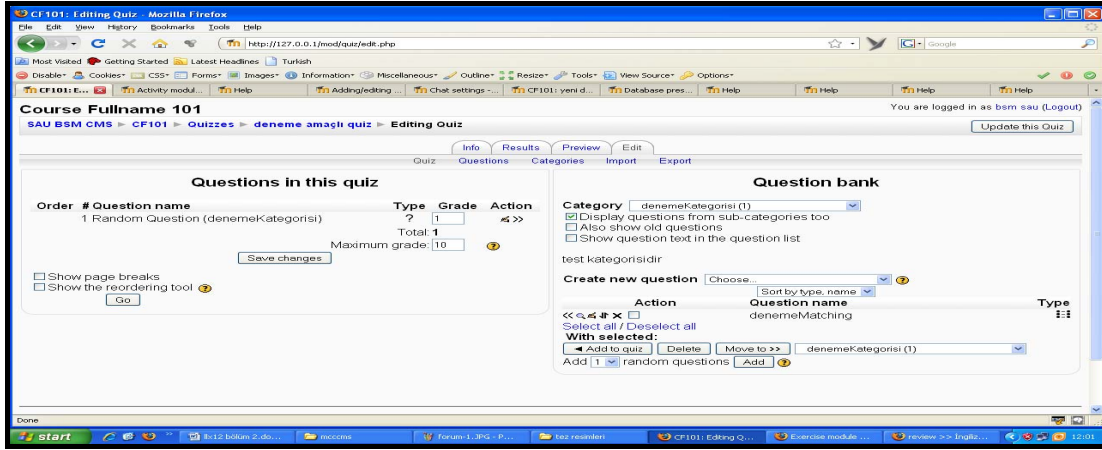 CF101: Editing Quiz - Mozilla Firefox
File Edit View History Bookmarks Tools Help
http://127.0.0.1/mod/quiz/edit.php Google
Most Visited Getting Started Latest Headlines Turkish
Disable Cookies CSS Forms Images Information Miscellaneous Outline Resize Tools View Source Options
CF101: E... Activity modul... Help Adding/editing ... Chat settings -... CF101: yeni d... Database pres... Help Help Help Help
Course Fullname 101 You are logged in as bsm sau (Logout)
SAU BSM CMS ► CF101 ► Quizzes ► deneme amaçlı quiz ► Editing Quiz Update this Quiz
Info Results Preview Edit
Quiz Questions Categories Import Export
Questions in this quiz
Order # Question name Type Grade Action
1 Random Question (denemeKategorisi) ? 1 >>
Total: 1
Maximum grade: 10
Save changes
Show page breaks
Show the reordering tool
Go
Question bank
Category denemeKategorisi (1)
Display questions from sub-categories too
Also show old questions
Show question text in the question list
test kategorisidir
Create new question Choose...
Sort by type, name
Action Question name Type
<< denemeMatching
Select all / Deselect all
With selected:
◄ Add to quiz Delete Move to >> denemeKategorisi (1)
Add 1 random questions Add
Done
start 8x12 bölüm 2.do... mcccms forum-1.JPG - P... tez resimleri CF101: Editing Q... Exercise module ... review >> İngiliz... 12:01